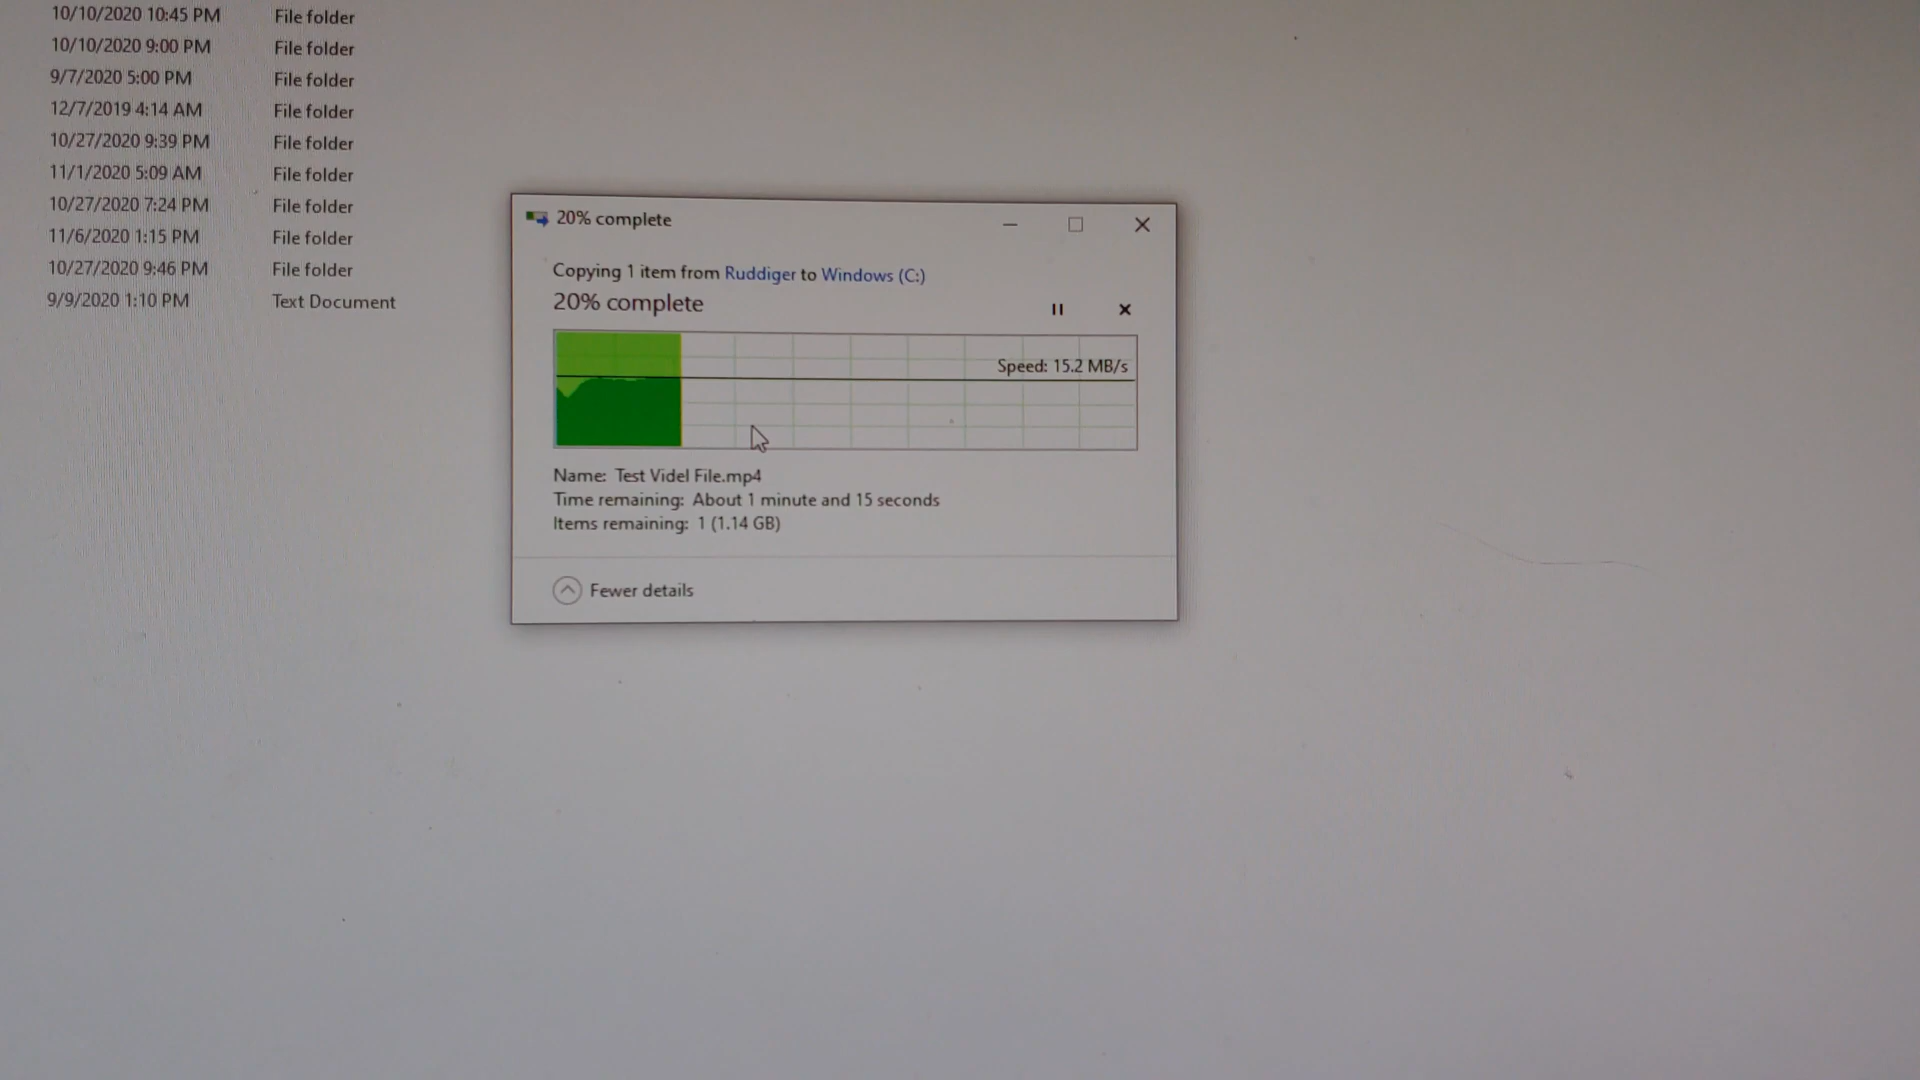 10/10/2020 10:45 PM File folder
10/10/2020 9:00 PM File folder
9/7/2020 5:00 PM File folder
12/7/2019 4:14 AM File folder
10/27/2020 9:39 PM File folder
11/1/2020 5:09 AM File folder
10/27/2020 7:24 PM File folder
11/6/2020 1:15 PM File folder
10/27/2020 9:46 PM File folder
9/9/2020 1:10 PM Text Document
20% complete
Copying 1 item from Ruddiger to Windows (C:)
20% complete
Speed: 15.2 MB/s
Name: Test Videl File.mp4
Time remaining: About 1 minute and 15 seconds
Items remaining: 1 (1.14 GB)
Fewer details